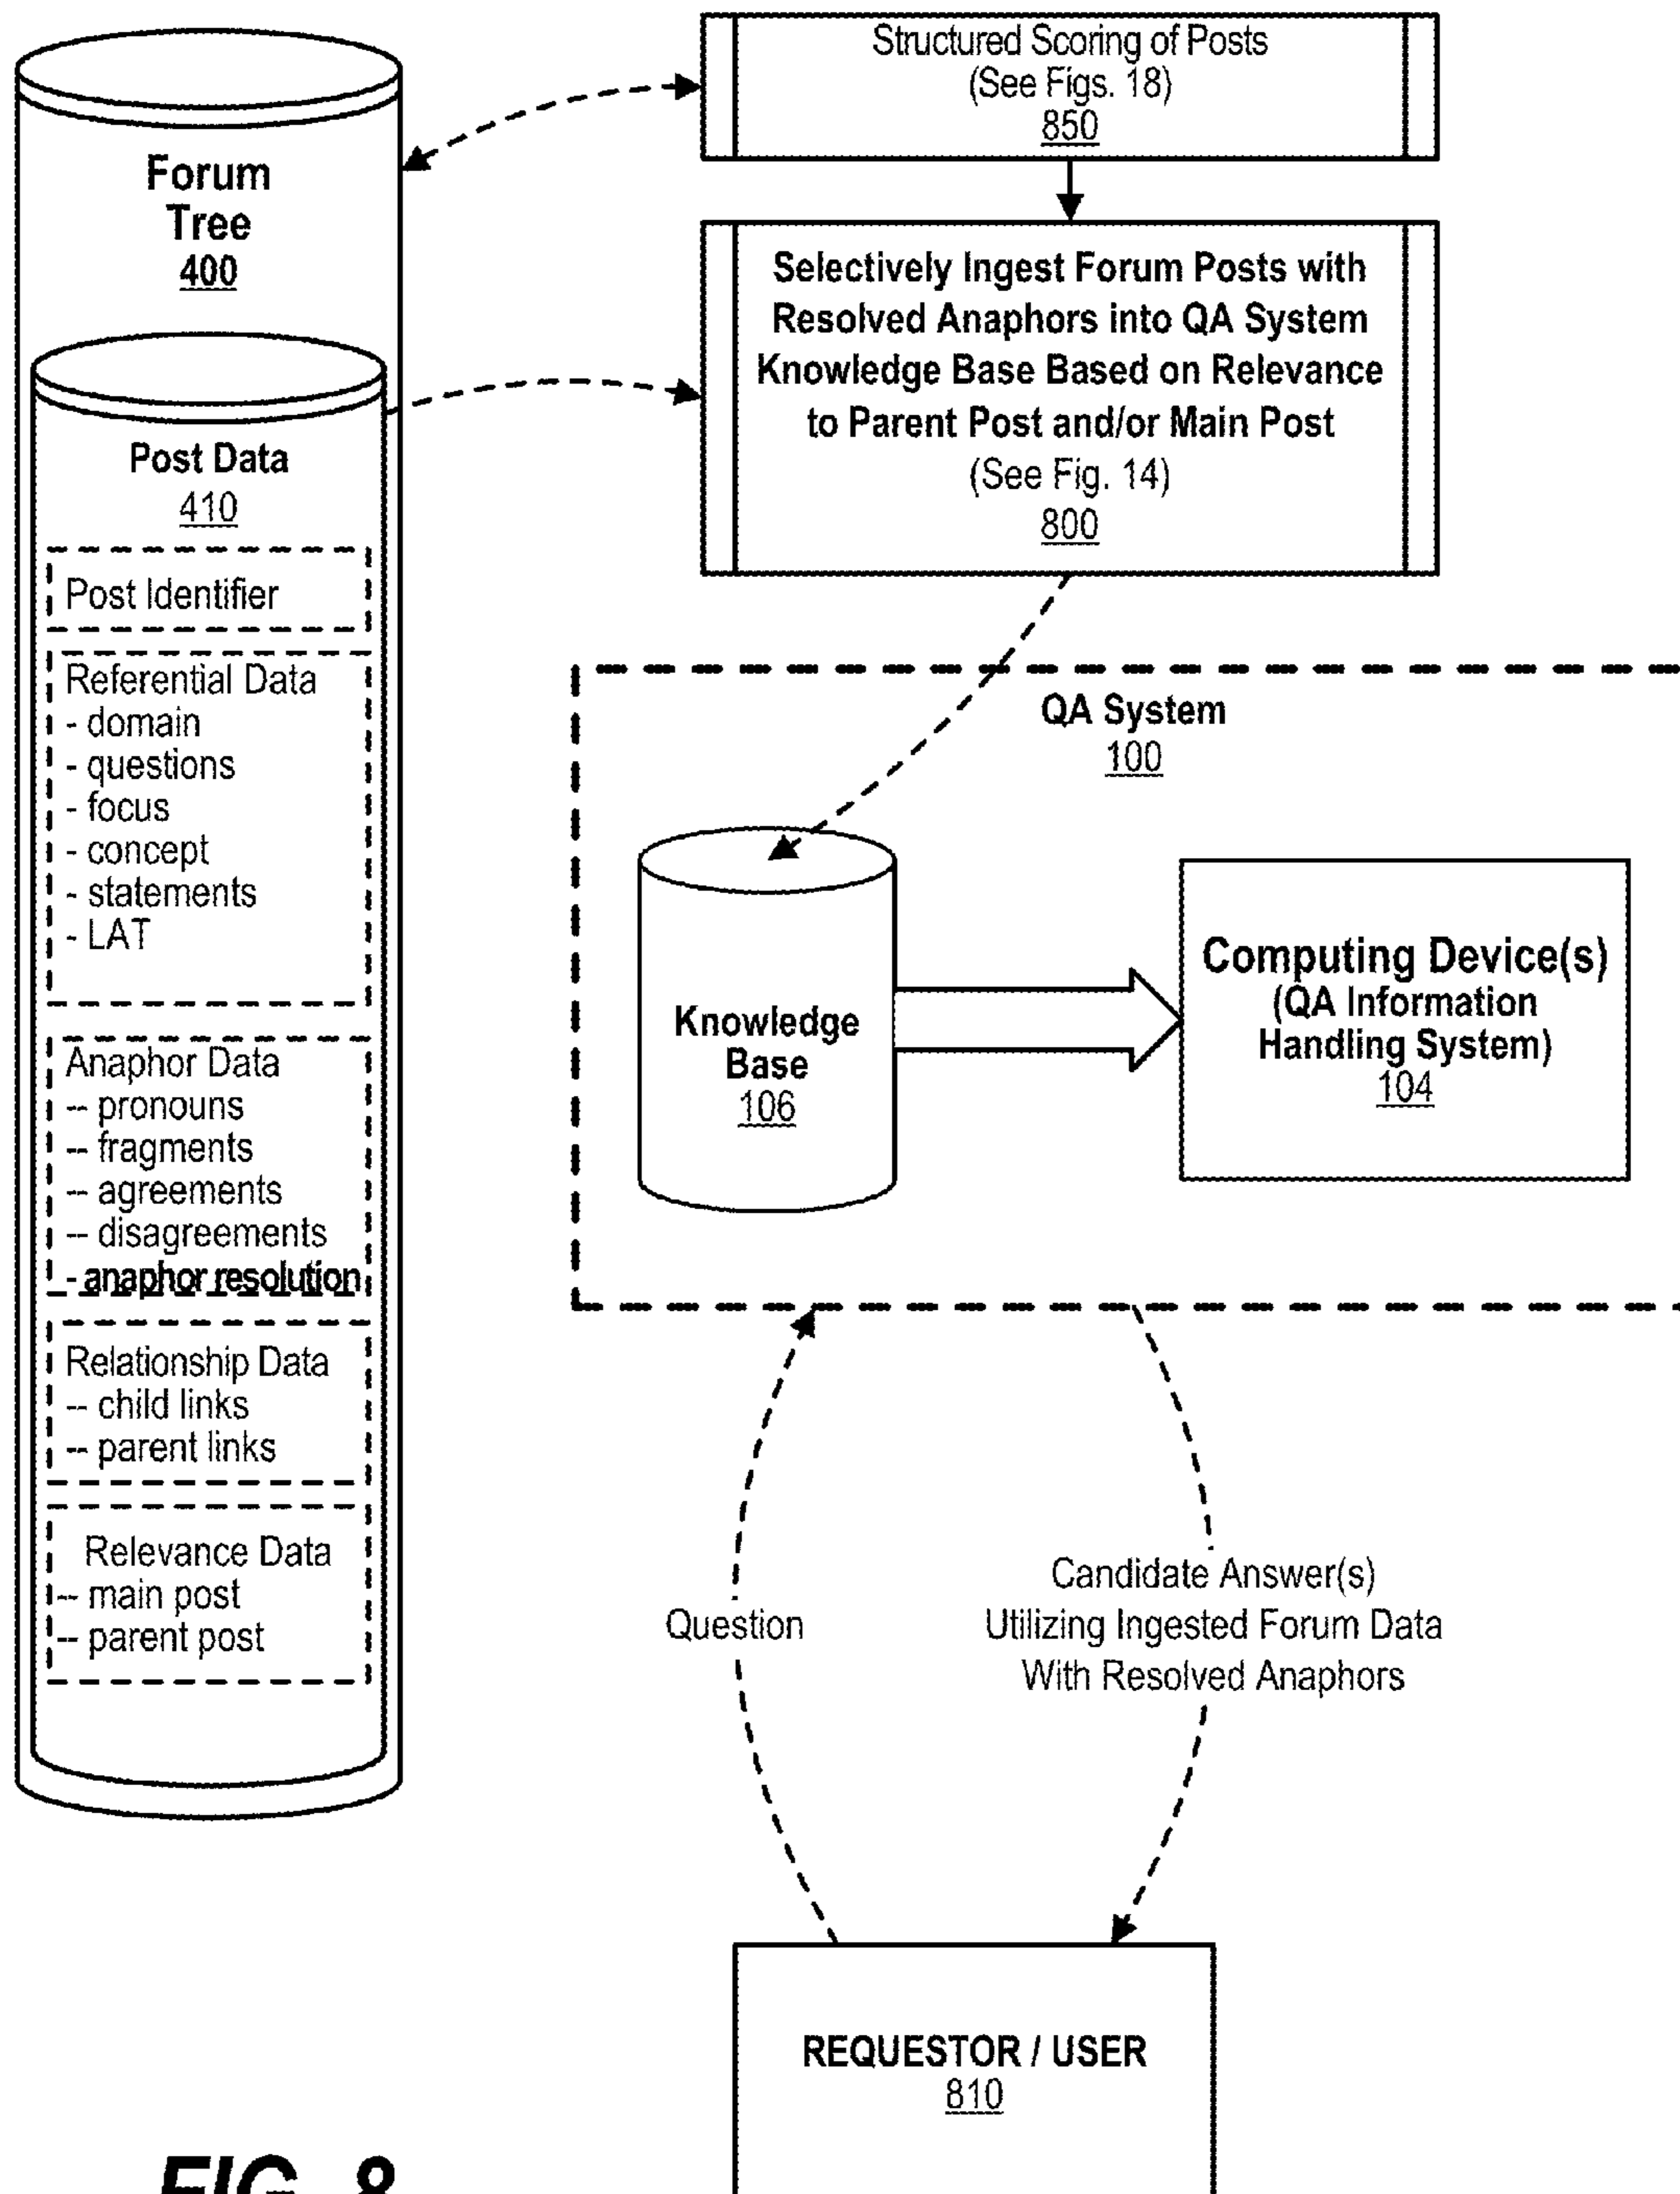 Structured Scoring of Posts
(See Figs. 18)
850
Forum
Tree
400
Selectively Ingest Forum Posts with
Resolved Anaphors into QA System
Knowledge Base Based on Relevance
to Parent Post and/or Main Post
(See Fig. 14)
800
Post Data
410
Post Identifier
Referential Data
- domain
- questions
- focus
- concept
- statements
- LAT
Anaphor Data
-- pronouns
-- fragments
-- agreements
-- disagreements
- anaphor resolution
Relationship Data
-- child links
-- parent links
Relevance Data
-- main post
-- parent post
QA System
100
Knowledge
Base
106
Computing Device(s)
(QA Information
Handling System)
104
Question
Candidate Answer(s)
Utilizing Ingested Forum Data
With Resolved Anaphors
REQUESTOR / USER
810
FIG. 8